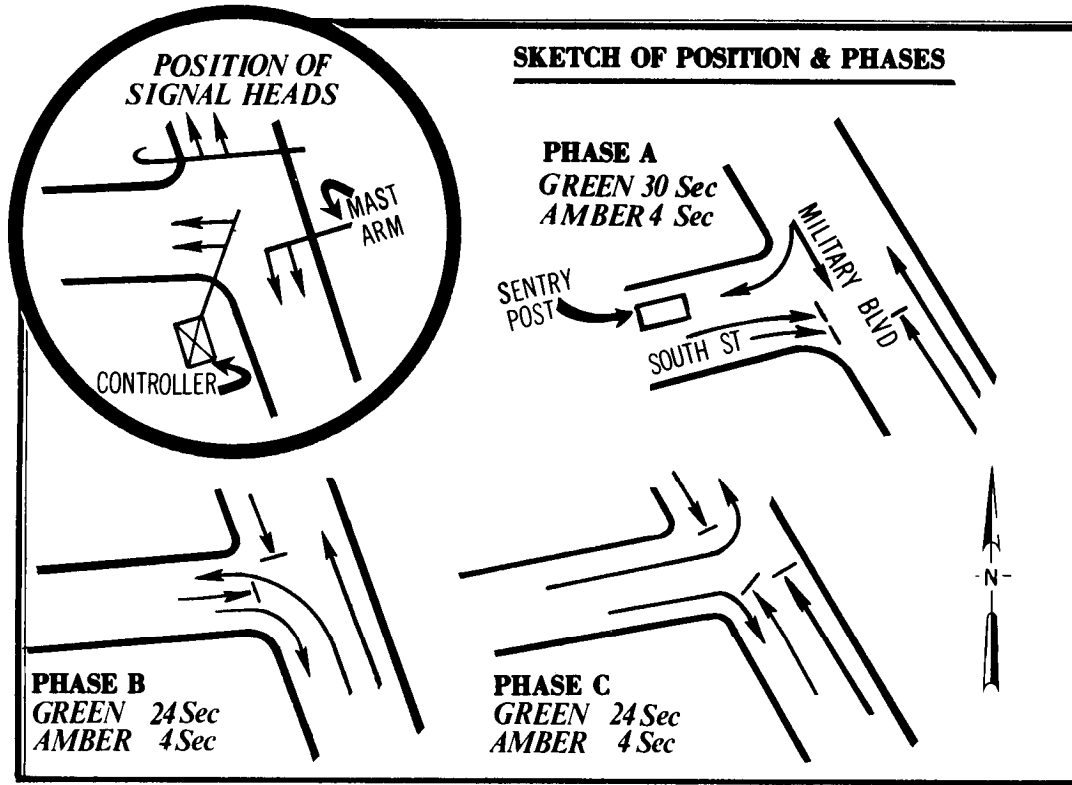 SKETCH OF POSITION & PHASES
POSITION OF
SIGNAL HEADS
MAST
ARM
CONTROLLER
PHASE A
GREEN 30 Sec
AMBER 4 Sec
MILITARY BLVD
SENTRY
POST
SOUTH ST
PHASE B
GREEN 24 Sec
AMBER 4 Sec
PHASE C
GREEN 24 Sec
AMBER 4 Sec
N